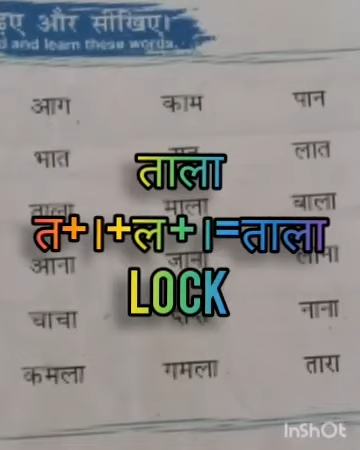 और सीखिए।
and learn these words.
आग काम पान
भात लात
ताला
ताला माला बाला
त+ा+ल+ा=ताला
आना जाना
LOCK
चाचा नाना
कमला गमला तारा
InShOt